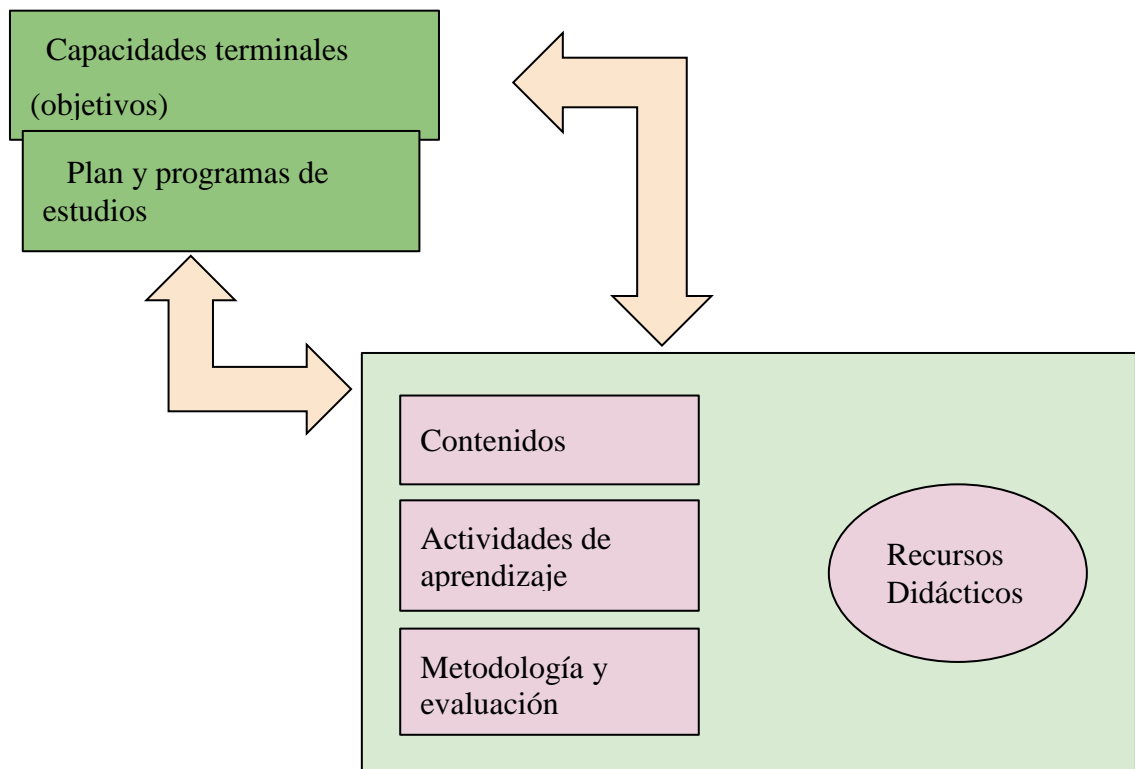 Capacidades terminales
(objetivos)
Plan y programas de
estudios
Contenidos
Actividades de
aprendizaje
Metodología y
evaluación
Recursos
Didácticos